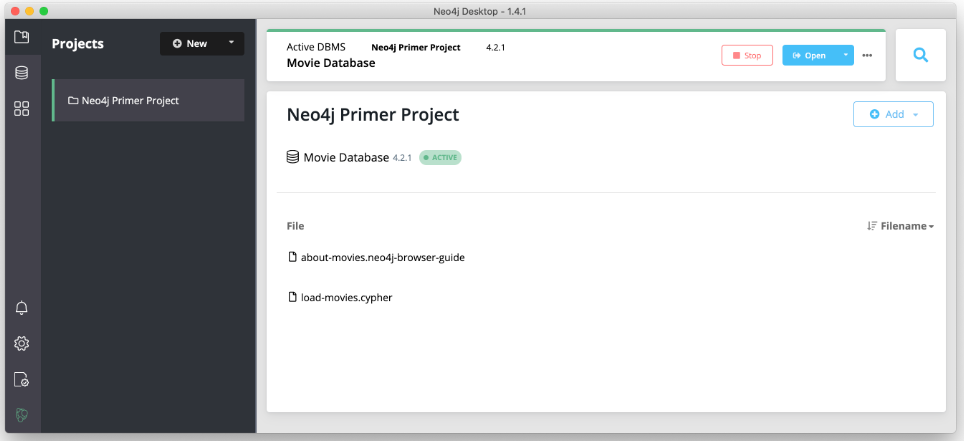 Neo4j Desktop - 1.4.1
Projects
New
Neo4j Primer Project
Active DBMS Neo4j Primer Project 4.2.1
Movie Database
Stop
Open
Neo4j Primer Project
Add
Movie Database 4.2.1 ACTIVE
File
Filename
about-movies.neo4j-browser-guide
load-movies.cypher